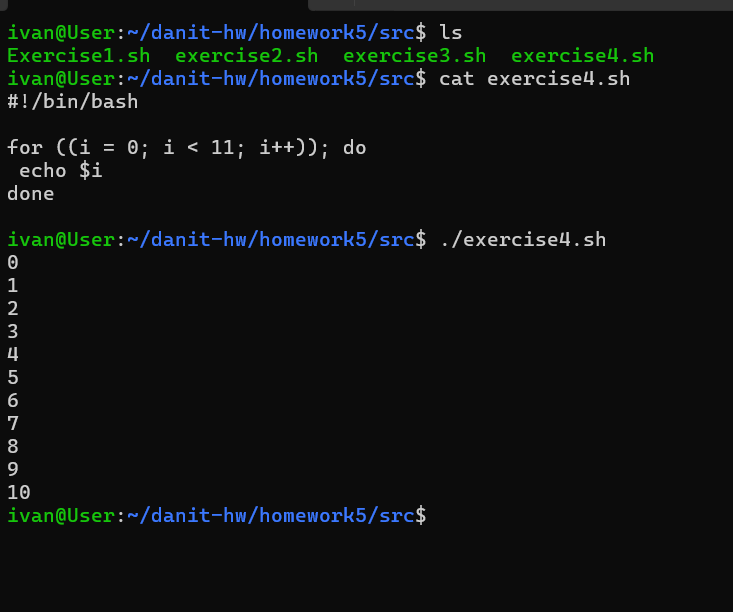 ivan@User:~/danit-hw/homework5/src$ ls
Exercise1.sh  exercise2.sh  exercise3.sh  exercise4.sh
ivan@User:~/danit-hw/homework5/src$ cat exercise4.sh
#!/bin/bash

for ((i = 0; i < 11; i++)); do
 echo $i
done

ivan@User:~/danit-hw/homework5/src$ ./exercise4.sh
0
1
2
3
4
5
6
7
8
9
10
ivan@User:~/danit-hw/homework5/src$